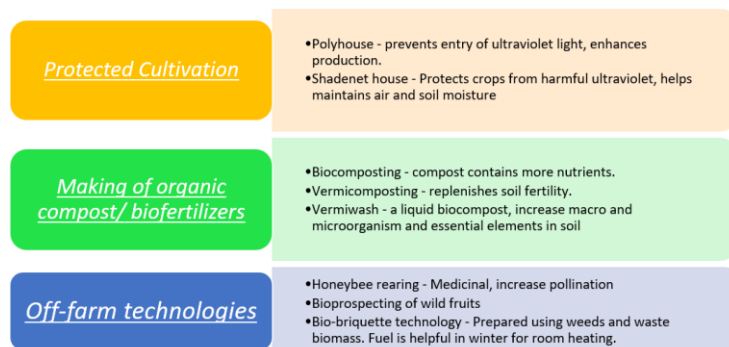 Protected Cultivation
•Polyhouse - prevents entry of ultraviolet light, enhances
production.
•Shadenet house - Protects crops from harmful ultraviolet, helps
maintains air and soil moisture
Making of organic
compost/ biofertilizers
•Biocomposting - compost contains more nutrients.
•Vermicomposting - replenishes soil fertility.
•Vermiwash - a liquid biocompost, increase macro and
microorganism and essential elements in soil
Off-farm technologies
•Honeybee rearing - Medicinal, increase pollination
•Bioprospecting of wild fruits
•Bio-briquette technology - Prepared using weeds and waste
biomass. Fuel is helpful in winter for room heating.